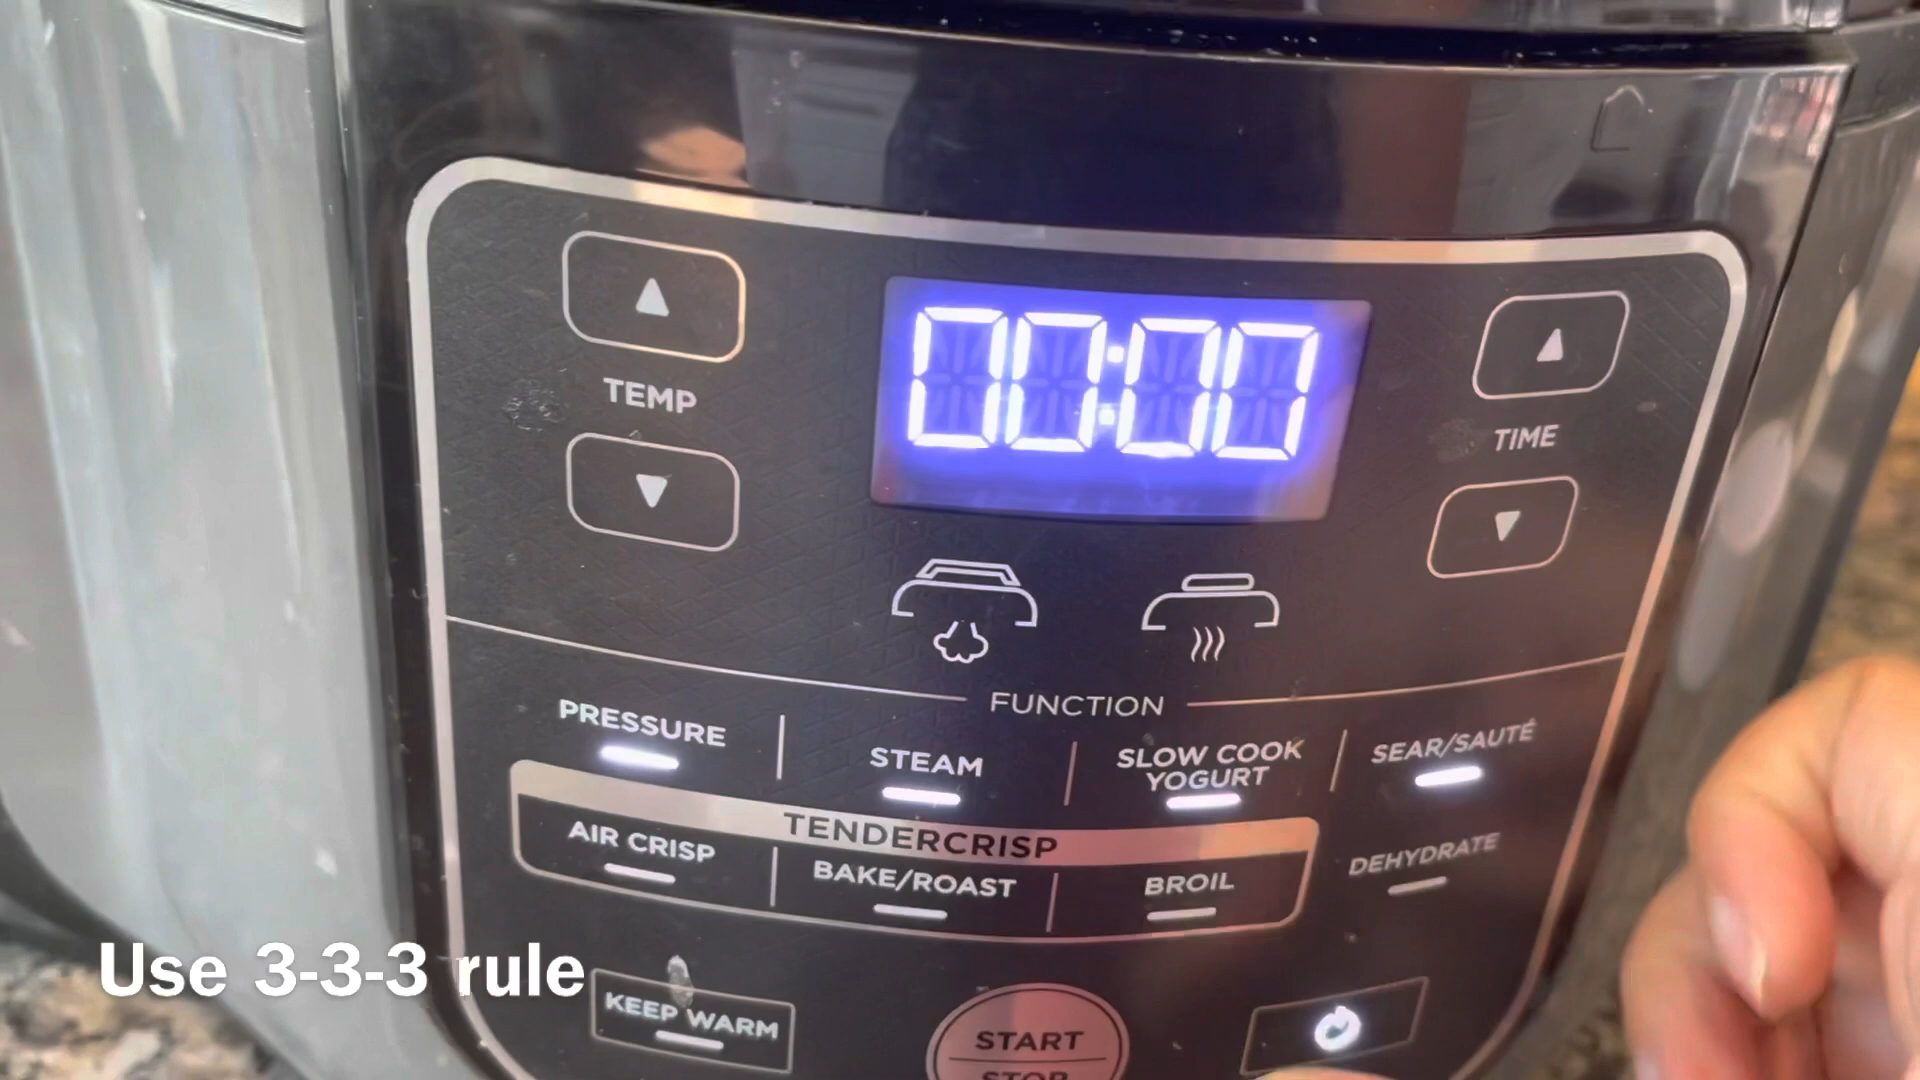 TEMP
00:00
TIME
FUNCTION
PRESSURE
STEAM
SLOW COOK
YOGURT
SEAR/SAUTÉ
TENDERCRISP
AIR CRISP
BAKE/ROAST
BROIL
DEHYDRATE
Use 3-3-3 rule
KEEP WARM
START
STOP